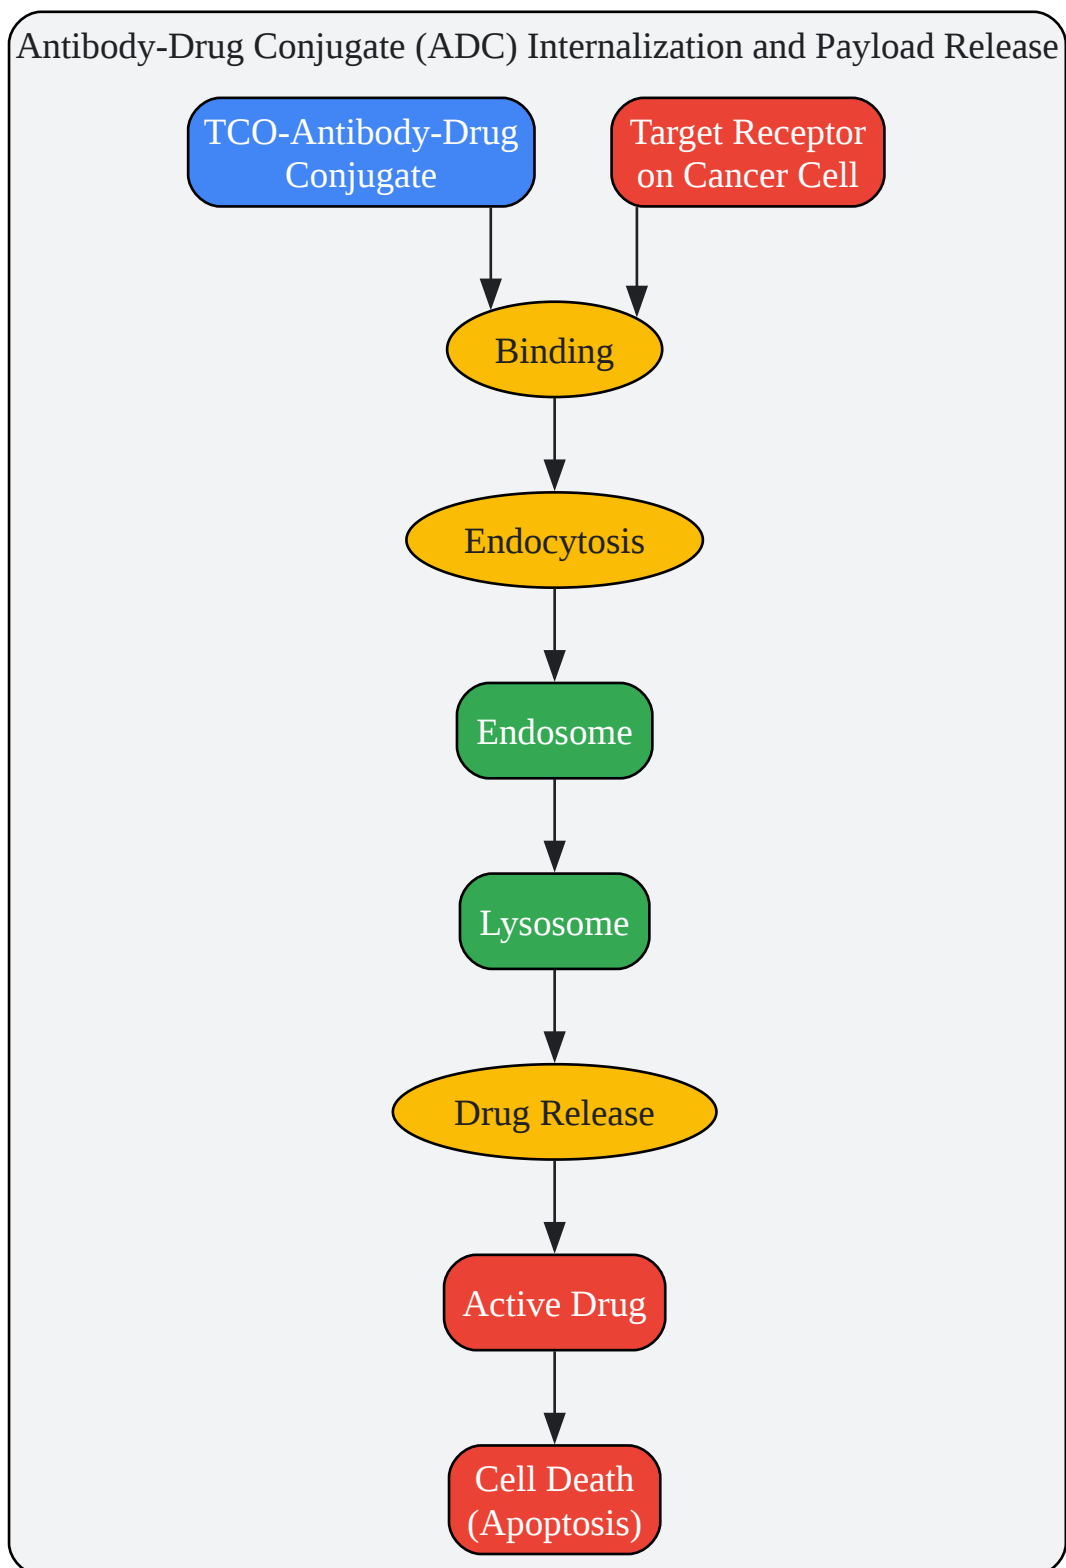 Antibody-Drug Conjugate (ADC) Internalization and Payload Release
TCO-Antibody-Drug
Conjugate
Target Receptor
on Cancer Cell
Binding
Endocytosis
Endosome
Lysosome
Drug Release
Active Drug
Cell Death
(Apoptosis)